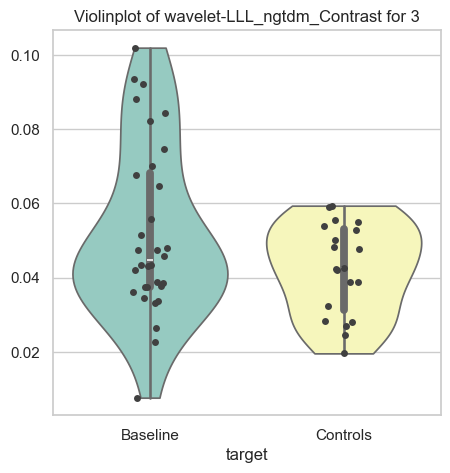 Violinplot of wavelet-LLL_ngtdm_Contrast for 3
0.10
0.08
0.06
0.04
0.02
Baseline
Controls
target